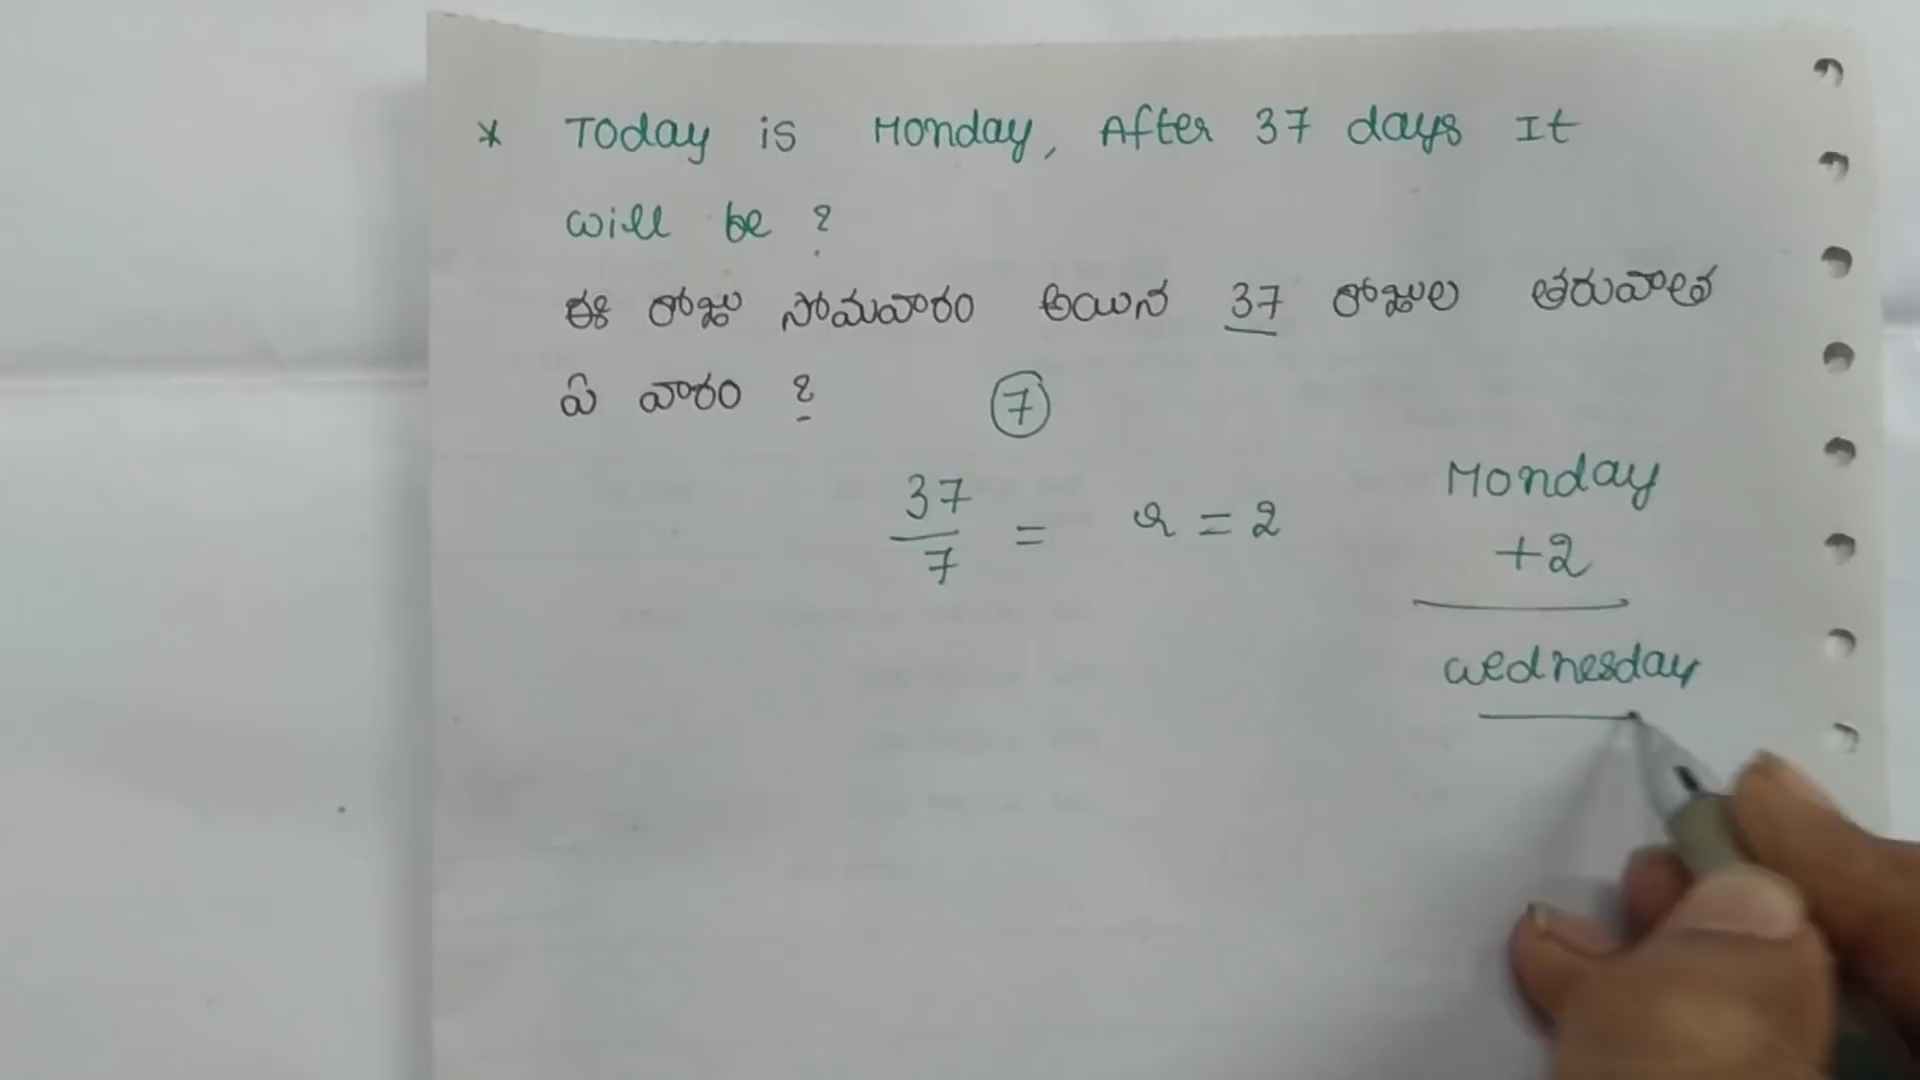 * Today is Monday, After 37 days It
will be ?
ఈ రోజు సోమవారం అయిన 37 రోజుల తరువాత
ఏ వారం ?
7
37/7 = r = 2
Monday
+2
Wednesday